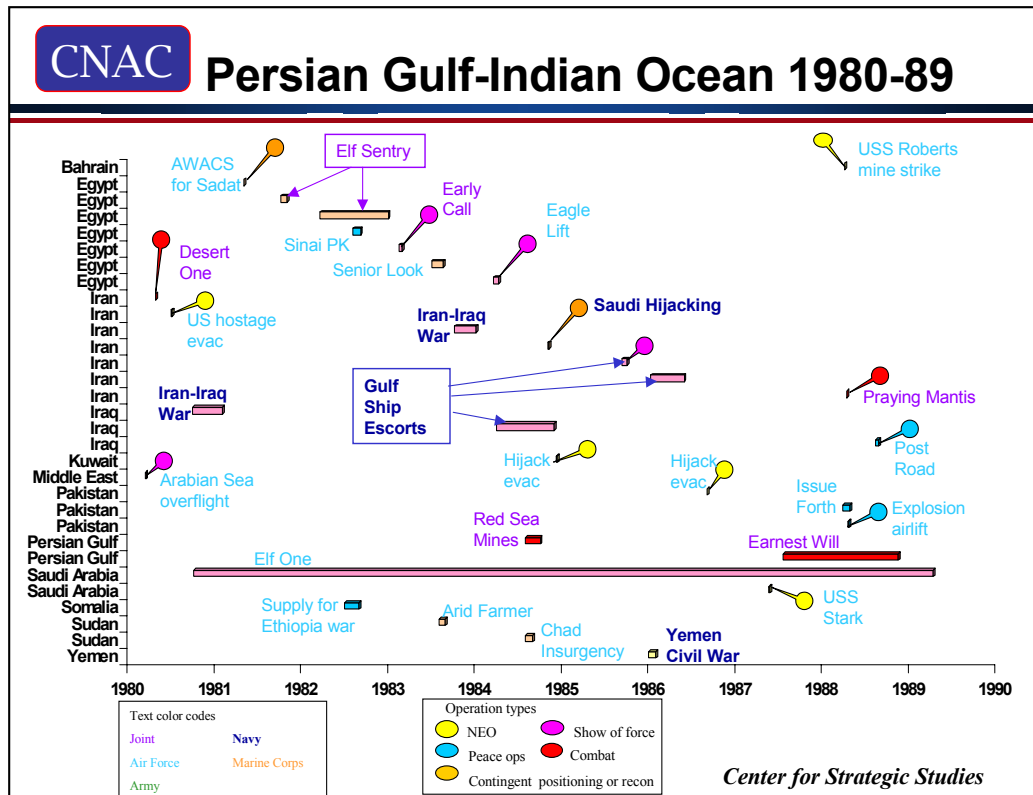 CNAC
Persian Gulf-Indian Ocean 1980-89
Bahrain
Egypt
Egypt
Egypt
Egypt
Egypt
Egypt
Egypt
Iran
Iran
Iran
Iran
Iran
Iran
Iran
Iraq
Iraq
Iraq
Kuwait
Middle East
Pakistan
Pakistan
Pakistan
Persian Gulf
Persian Gulf
Saudi Arabia
Saudi Arabia
Somalia
Sudan
Sudan
Yemen
AWACS
for Sadat
Elf Sentry
USS Roberts
mine strike
Early
Call
Eagle
Lift
Sinai PK
Desert
One
Senior Look
US hostage
evac
Iran-Iraq
War
Saudi Hijacking
Iran-Iraq
War
Gulf
Ship
Escorts
Praying Mantis
Post
Road
Arabian Sea
overflight
Hijack
evac
Hijack
evac
Issue
Forth
Explosion
airlift
Red Sea
Mines
Earnest Will
Elf One
USS
Stark
Supply for
Ethiopia war
Arid Farmer
Chad
Insurgency
Yemen
Civil War
1980 1981 1982 1983 1984 1985 1986 1987 1988 1989 1990
Text color codes
Joint Navy
Air Force Marine Corps
Army
Operation types
NEO Show of force
Peace ops Combat
Contingent positioning or recon
Center for Strategic Studies